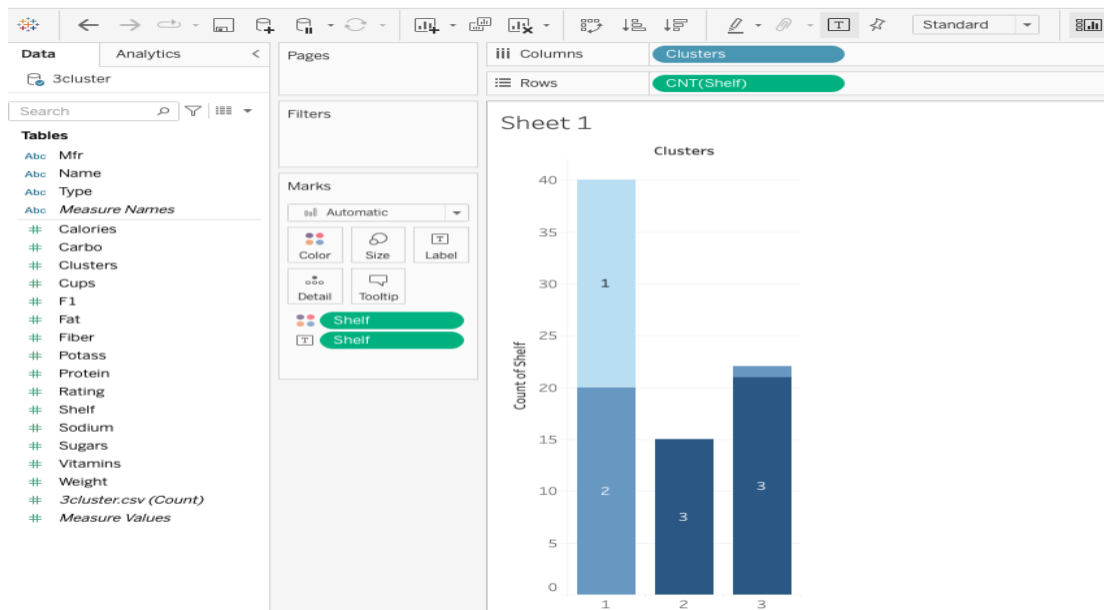 Standard
Data
Analytics
3cluster
Search
Tables
Abc Mfr
Abc Name
Abc Type
Abc Measure Names
# Calories
# Carbo
# Clusters
# Cups
# F1
# Fat
# Fiber
# Potass
# Protein
# Rating
# Shelf
# Sodium
# Sugars
# Vitamins
# Weight
# 3cluster.csv (Count)
# Measure Values
Pages
Filters
Marks
Automatic
Color
Size
T
Label
Detail
Tooltip
Shelf
T Shelf
Columns
Clusters
Rows
CNT(Shelf)
Sheet 1
Clusters
Count of Shelf
40
35
30
25
20
15
10
5
0
1
2
3
3
1
2
3